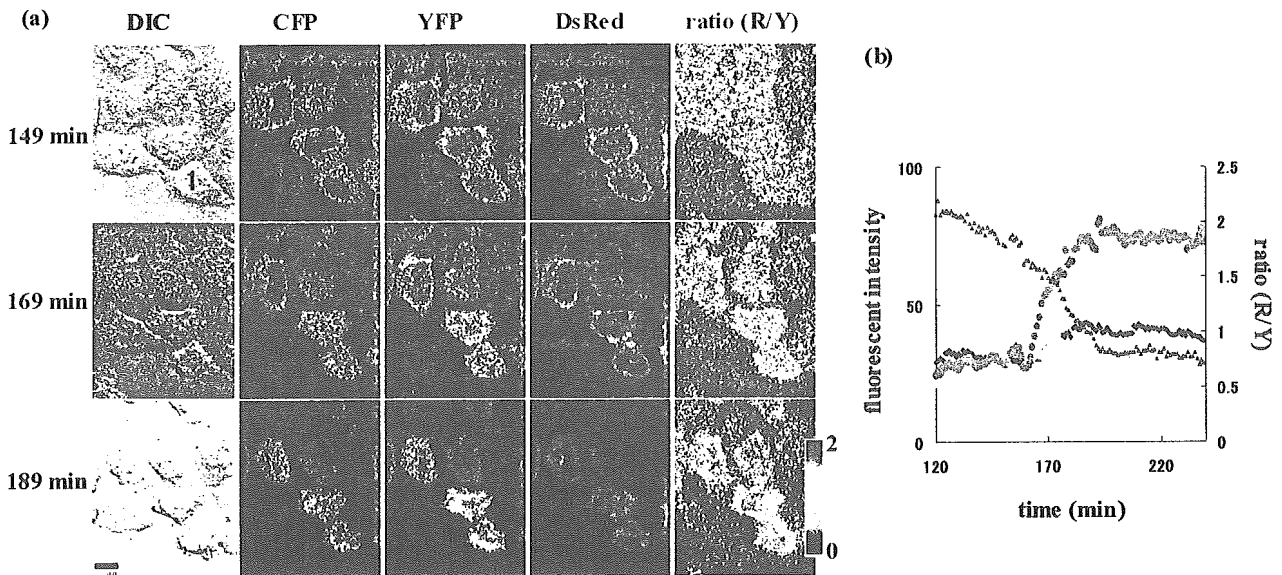 (a)
DIC CFP YFP DsRed ratio (R/Y)
149 min
1
169 min
189 min
2
0
(b)
100
50
0
fluorescent intensity
2.5
2
1.5
1
0.5
0
ratio (R/Y)
120 170 220
time (min)